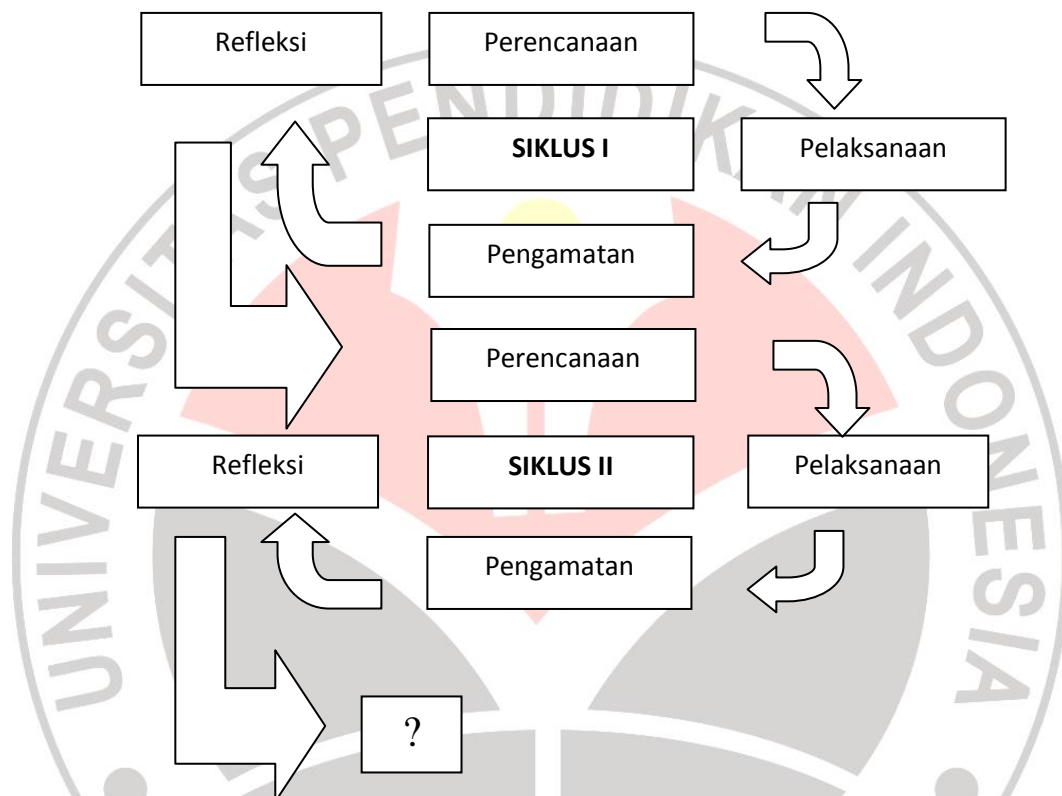 Refleksi
Perencanaan
SIKLUS I
Pelaksanaan
Pengamatan
Perencanaan
Refleksi
SIKLUS II
Pelaksanaan
Pengamatan
?
UNIVERSITAS PENDIDIKAN INDONESIA